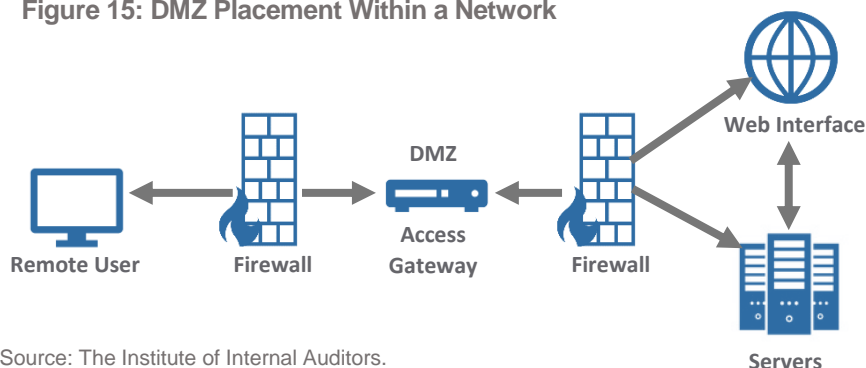 Figure 15: DMZ Placement Within a Network
Web Interface
DMZ
Access
Gateway
Remote User
Firewall
Firewall
Servers
Source: The Institute of Internal Auditors.